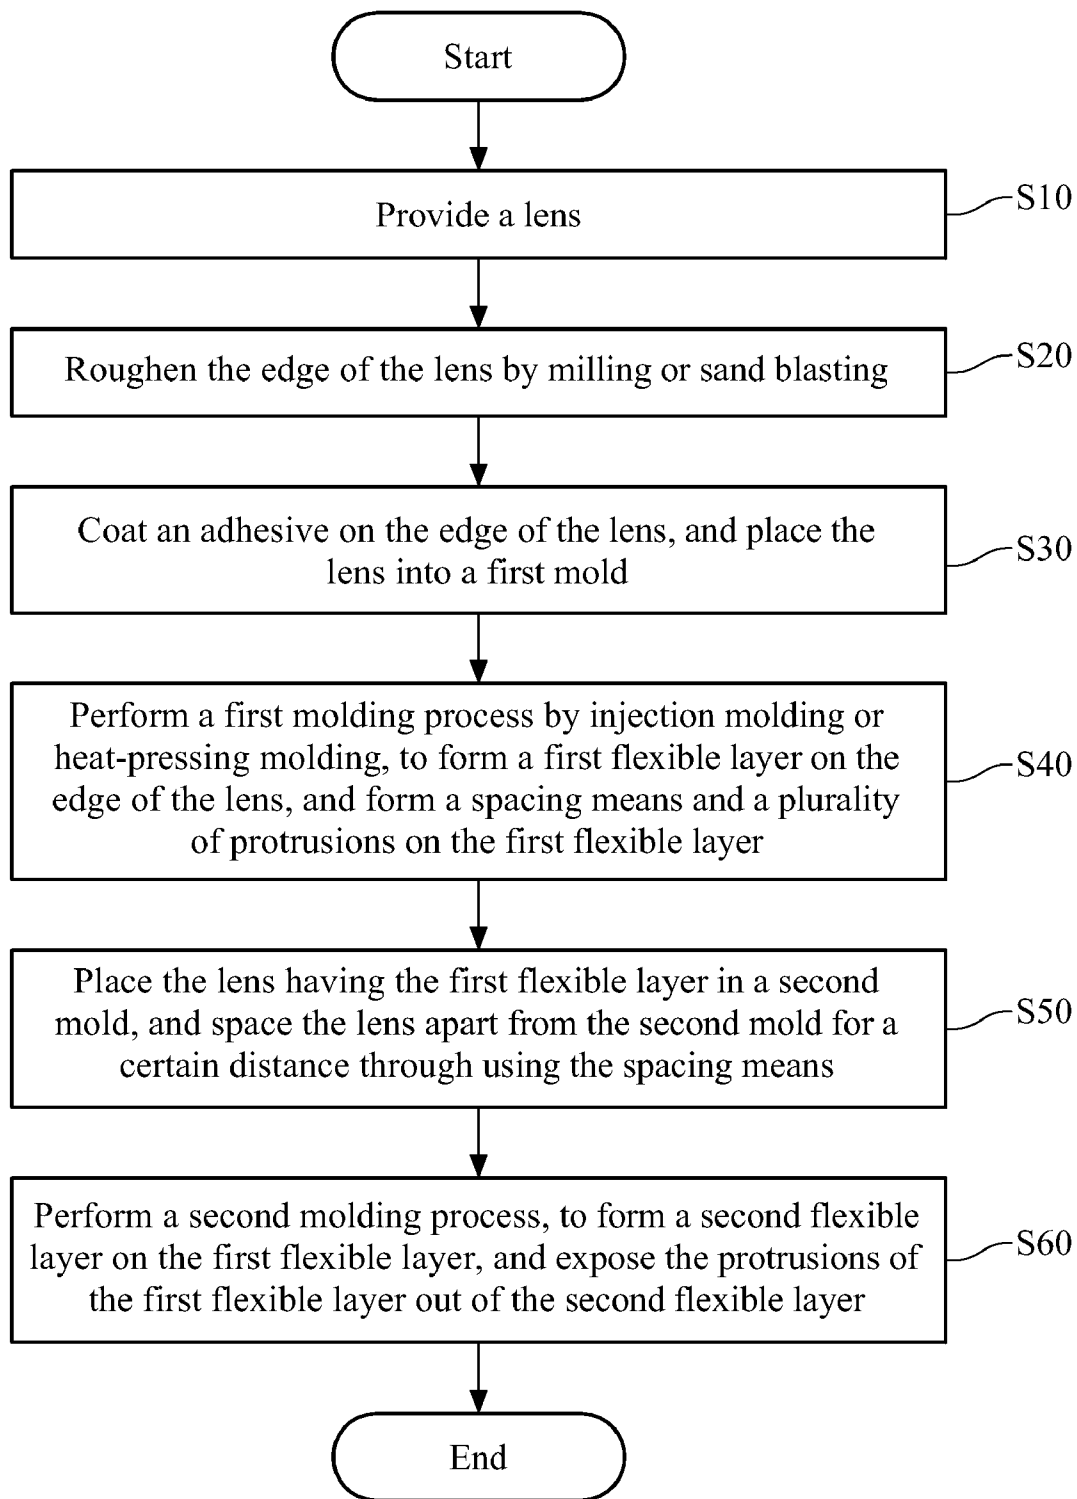 Start
Provide a lens
S10
Roughen the edge of the lens by milling or sand blasting
S20
Coat an adhesive on the edge of the lens, and place the
lens into a first mold
S30
Perform a first molding process by injection molding or
heat-pressing molding, to form a first flexible layer on the
edge of the lens, and form a spacing means and a plurality
of protrusions on the first flexible layer
S40
Place the lens having the first flexible layer in a second
mold, and space the lens apart from the second mold for a
certain distance through using the spacing means
S50
Perform a second molding process, to form a second flexible
layer on the first flexible layer, and expose the protrusions of
the first flexible layer out of the second flexible layer
S60
End